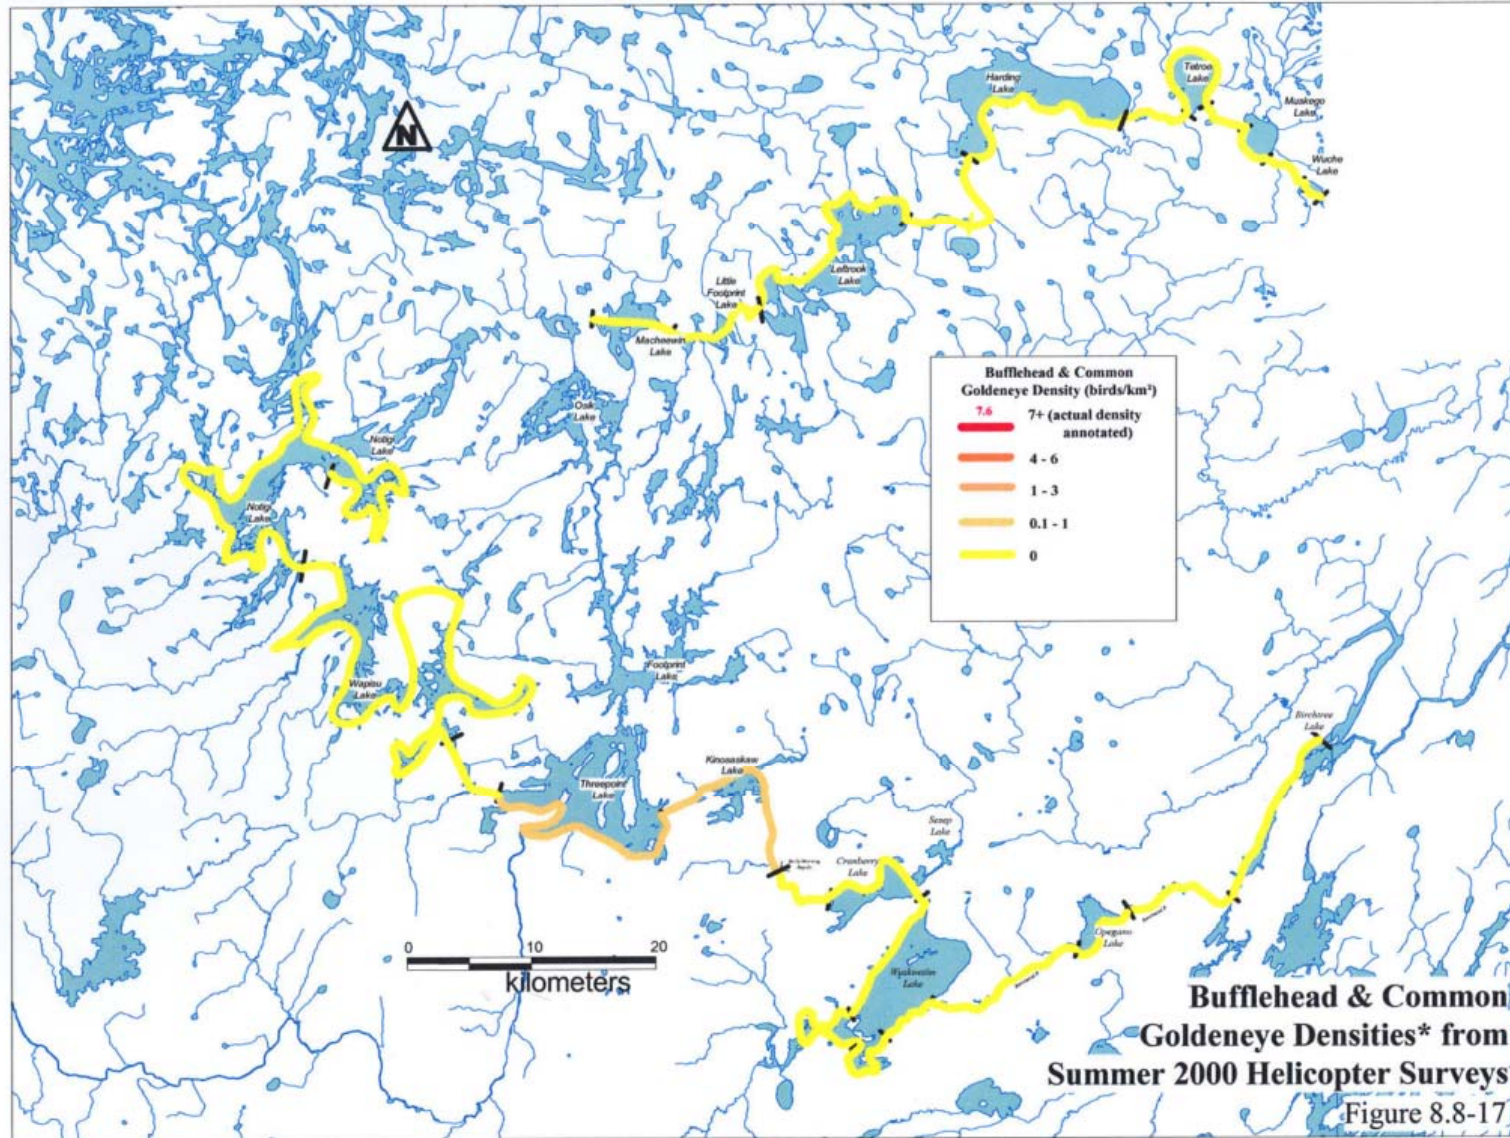 Harding
Lake
Tetroe
Lake
Muskego
Lake
Wuche
Lake
N
Little
Footprint
Lake
Leftrook
Lake
Macheewin
Lake
Bufflehead & Common
Goldeneye Density (birds/km²)
7.6
7+ (actual density
annotated)
4 - 6
1 - 3
0.1 - 1
0
Osik
Lake
Notigi
Lake
Notigi
Lake
Footprint
Lake
Wapisu
Lake
Birchtree
Lake
Kinosaskaw
Lake
Threepoint
Lake
Sesep
Lake
Cranberry
Lake
Opegano
Lake
Wuskwatim
Lake
0 10 20
kilometers
Bufflehead & Common
Goldeneye Densities* from
Summer 2000 Helicopter Surveys
Figure 8.8-17